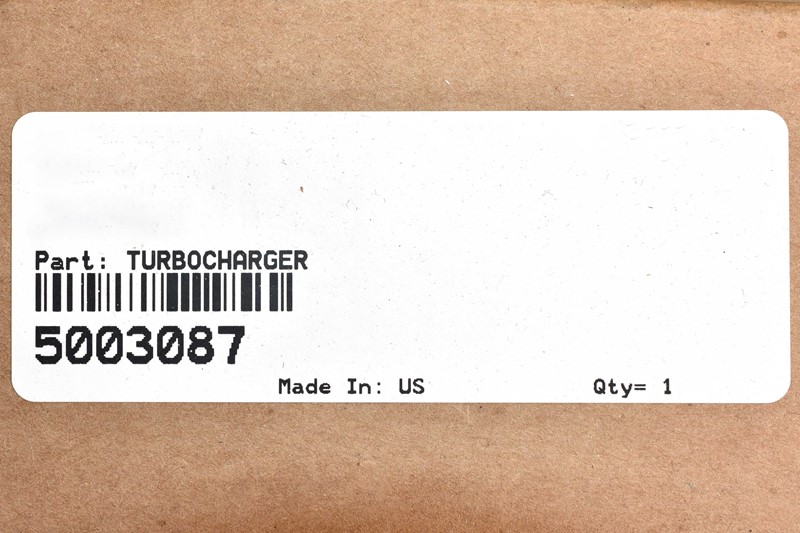 Part: TURBOCHARGER
5003087
Made In: US Qty= 1